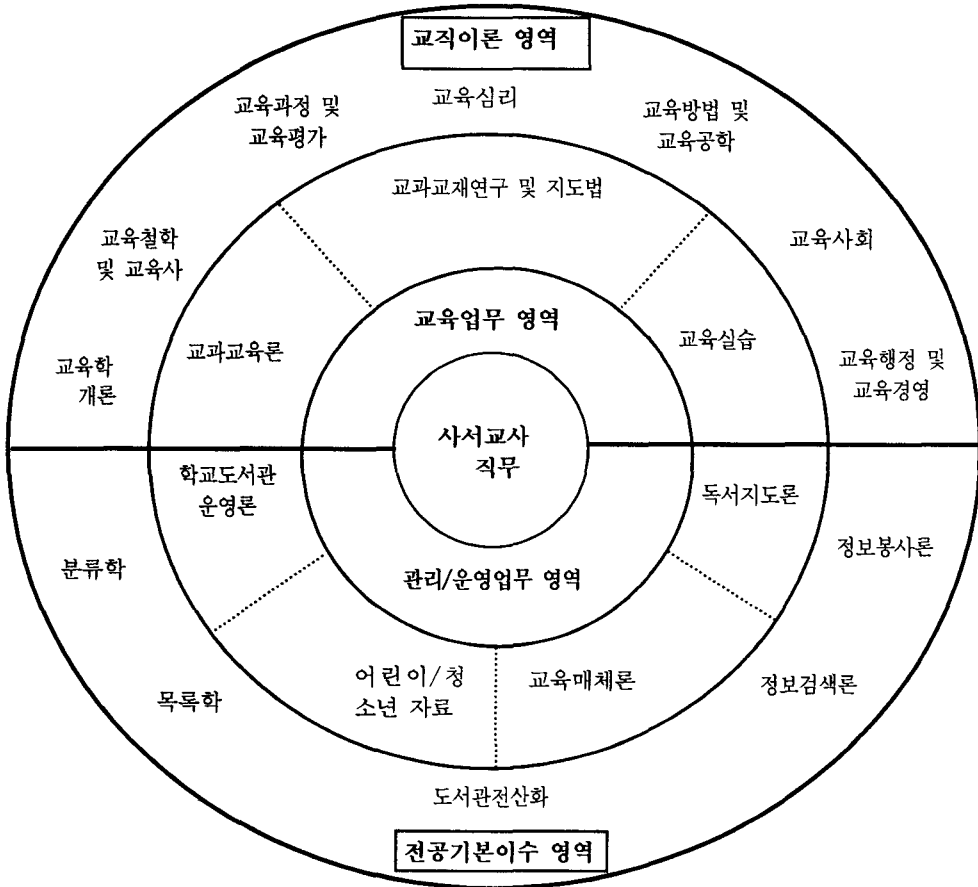 교직이론 영역
교육심리
교육과정 및
교육평가
교육방법 및
교육공학
교과교재연구 및 지도법
교육철학
및 교육사
교육사회
교육업무 영역
교과교육론
교육실습
교육학
개론
교육행정 및
교육경영
사서교사
직무
학교도서관
운영론
독서지도론
분류학
정보봉사론
관리/운영업무 영역
어린이/청
소년 자료
교육매체론
목록학
정보검색론
도서관전산화
전공기본이수 영역